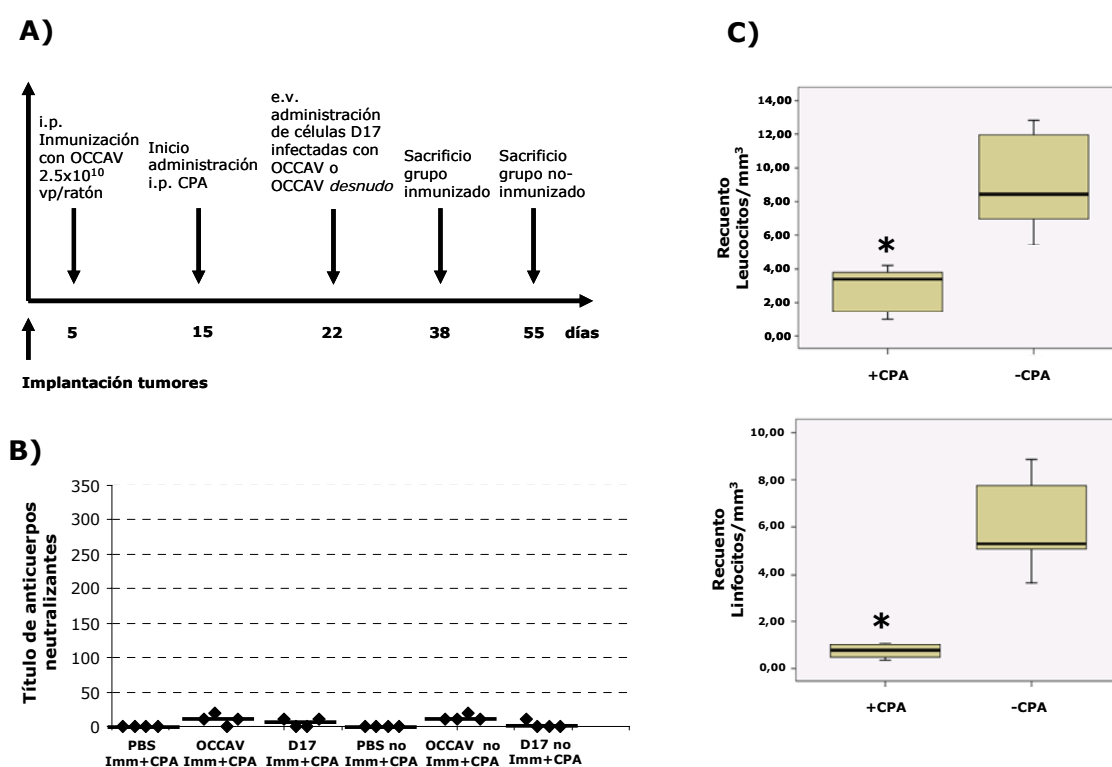 A)
i.p.
Inmunización
con OCCAV
2.5x10¹⁰
vp/ratón
Inicio
administración
i.p. CPA
e.v.
administración
de células D17
infectadas con
OCCAV o
OCCAV desnudo
Sacrificio
grupo
inmunizado
Sacrificio
grupo no-
inmunizado
5
15
22
38
55
días
Implantación tumores
B)
Título de anticuerpos
neutralizantes
350
300
250
200
150
100
50
0
PBS
Imm+CPA
OCCAV
Imm+CPA
D17
Imm+CPA
PBS no
Imm+CPA
OCCAV no
Imm+CPA
D17 no
Imm+CPA
C)
Recuento
Leucocitos/mm³
14,00
12,00
10,00
8,00
6,00
4,00
2,00
0,00
*
+CPA
-CPA
Recuento
Linfocitos/mm³
10,00
8,00
6,00
4,00
2,00
0,00
*
+CPA
-CPA